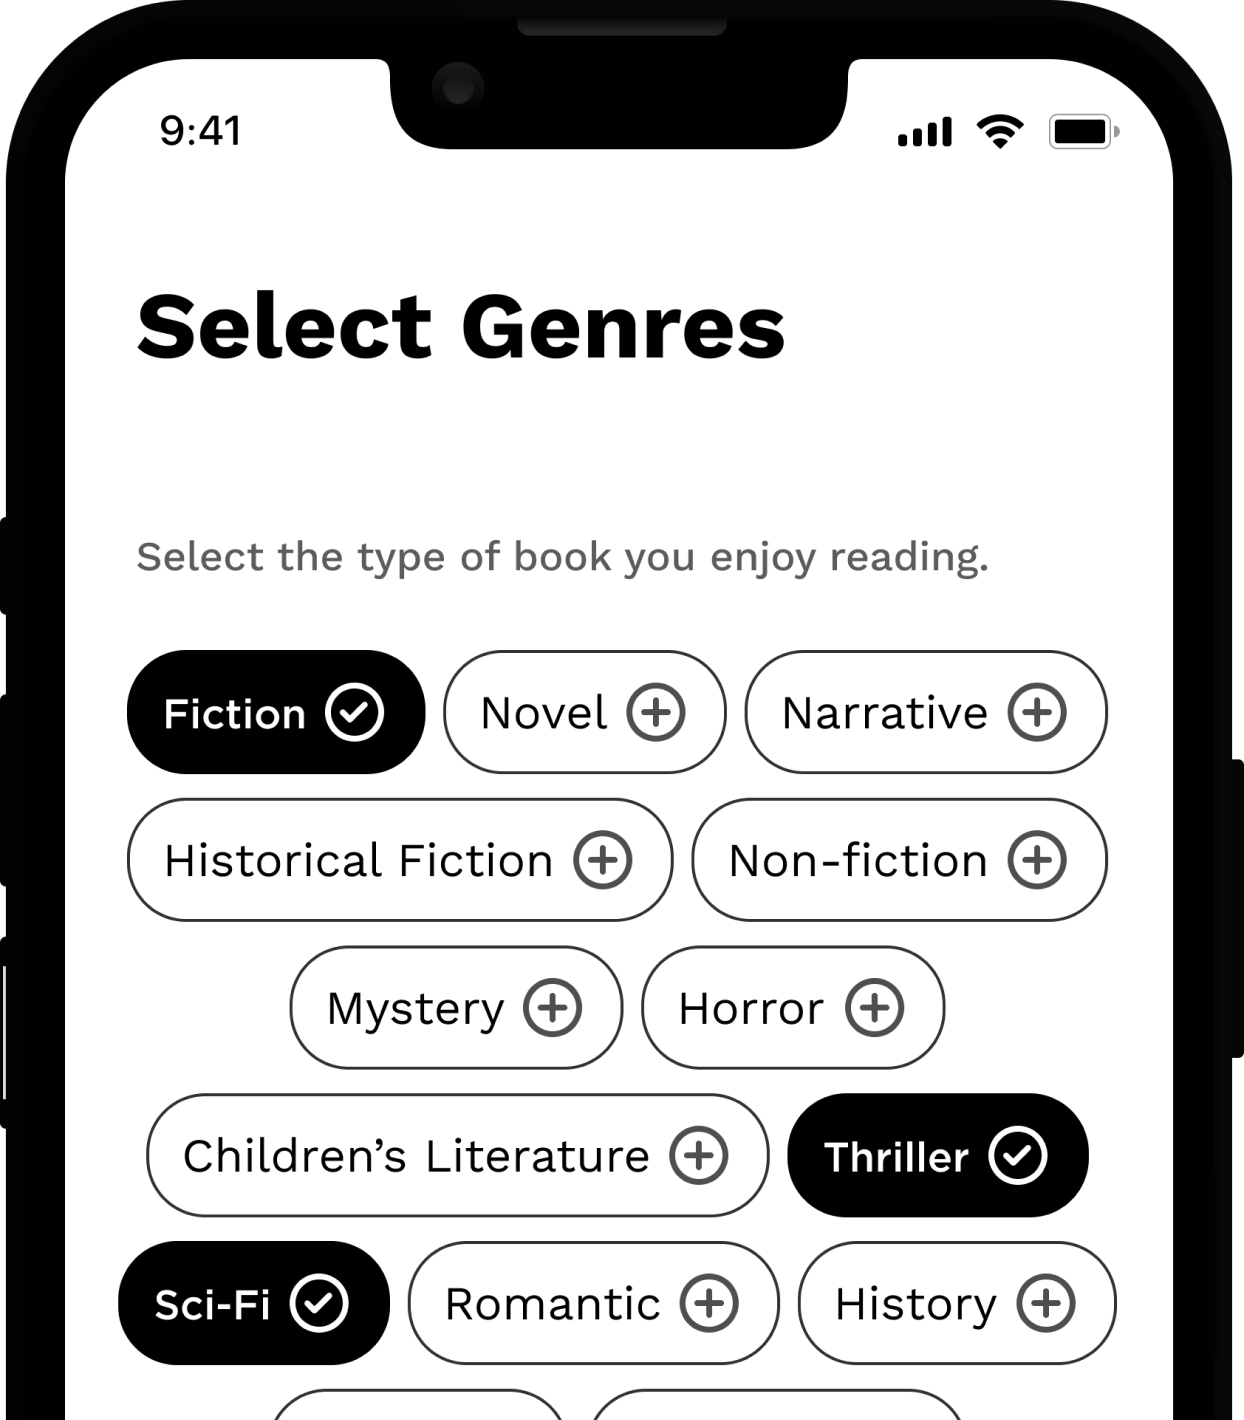 9:41
Select Genres
Select the type of book you enjoy reading.
Fiction Novel Narrative
Historical Fiction Non-fiction
Mystery Horror
Children’s Literature Thriller
Sci-Fi Romantic History